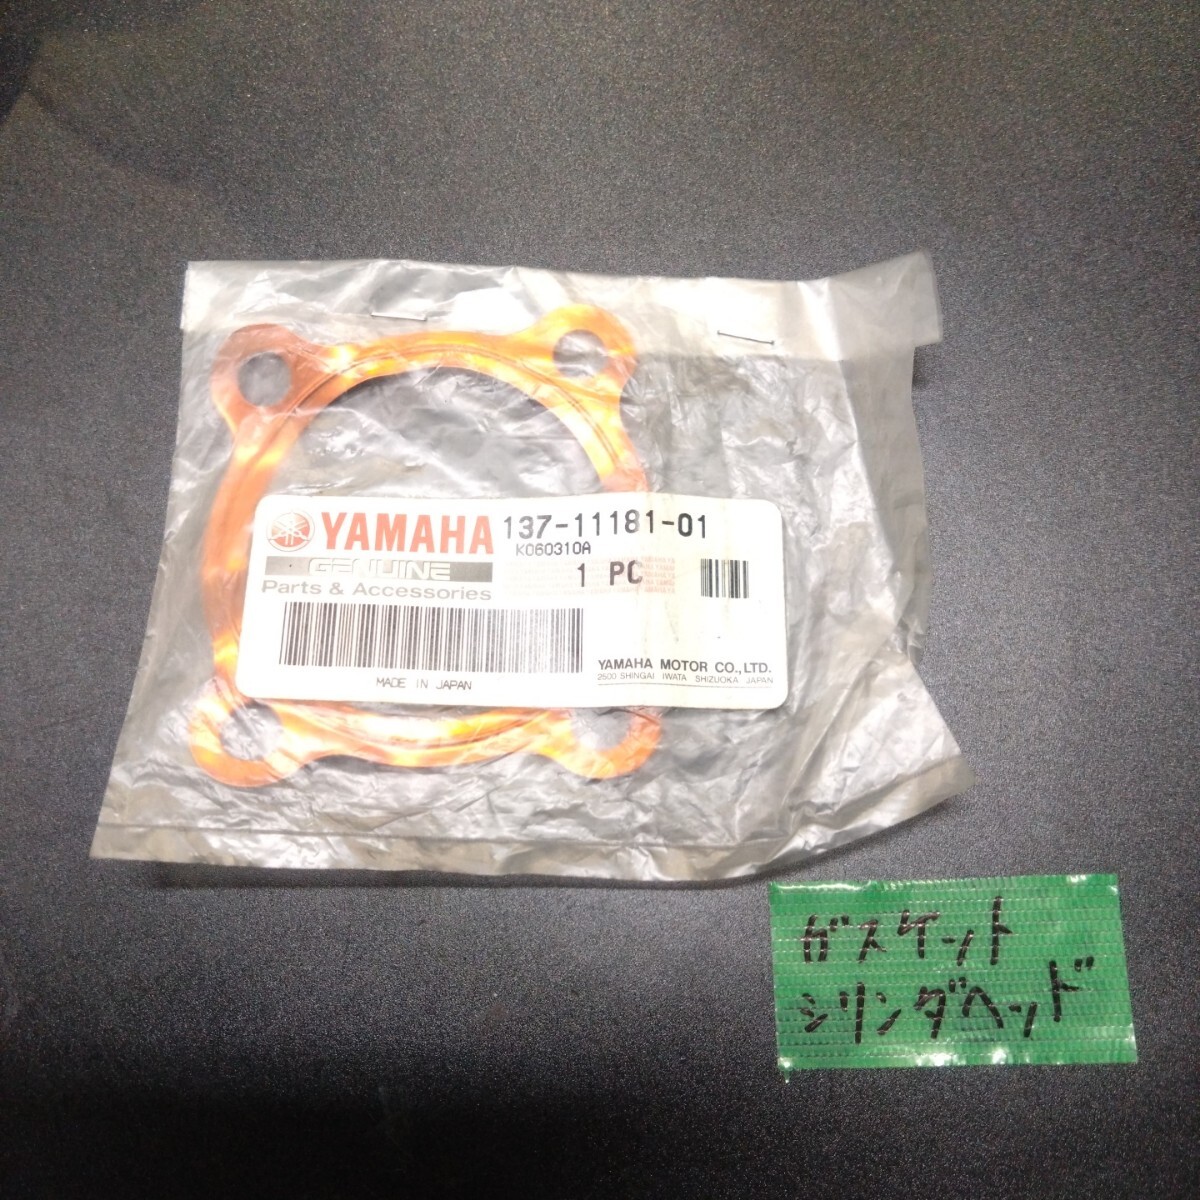 YAMAHA 137-11181-01
K060310A
GENUINE 1 PC
Parts & Accessories
YAMAHA MOTOR CO.,LTD.
2500 SHINGAI IWATA SHIZUOKA JAPAN
MADE IN JAPAN
ガスケット
シリンダヘッド